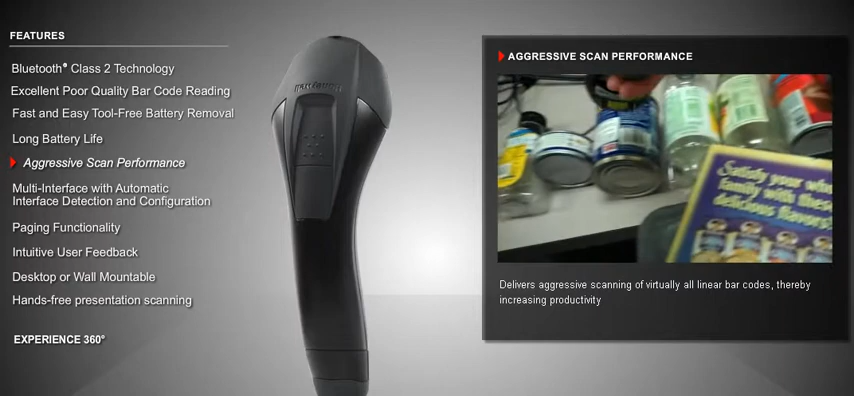 FEATURES
Bluetooth® Class 2 Technology
Excellent Poor Quality Bar Code Reading
Fast and Easy Tool-Free Battery Removal
Long Battery Life
Aggressive Scan Performance
Multi-Interface with Automatic
Interface Detection and Configuration
Paging Functionality
Intuitive User Feedback
Desktop or Wall Mountable
Hands-free presentation scanning
EXPERIENCE 360°
AGGRESSIVE SCAN PERFORMANCE
Satisfy your
family with
delicious flavors
Delivers aggressive scanning of virtually all linear bar codes, thereby
increasing productivity